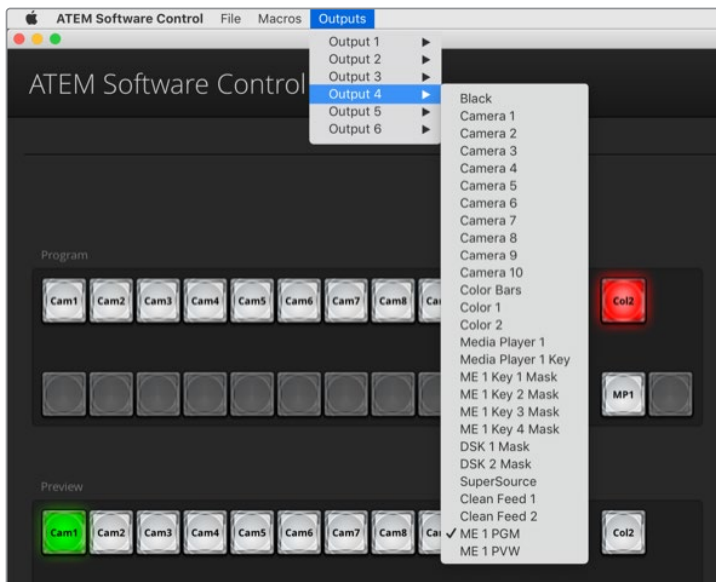 ATEM Software Control File Macros Outputs
Output 1
Output 2
Output 3
Output 4
Output 5
Output 6
ATEM Software Control
Black
Camera 1
Camera 2
Camera 3
Camera 4
Camera 5
Camera 6
Camera 7
Camera 8
Camera 9
Camera 10
Color Bars
Color 1
Color 2
Media Player 1
Media Player 1 Key
ME 1 Key 1 Mask
ME 1 Key 2 Mask
ME 1 Key 3 Mask
ME 1 Key 4 Mask
DSK 1 Mask
DSK 2 Mask
SuperSource
Clean Feed 1
Clean Feed 2
✓ ME 1 PGM
ME 1 PVW
Program
Cam1 Cam2 Cam3 Cam4 Cam5 Cam6 Cam7 Cam8 Ca Col2
MP1
Preview
Cam1 Cam2 Cam3 Cam4 Cam5 Cam6 Cam7 Cam8 Ca Col2